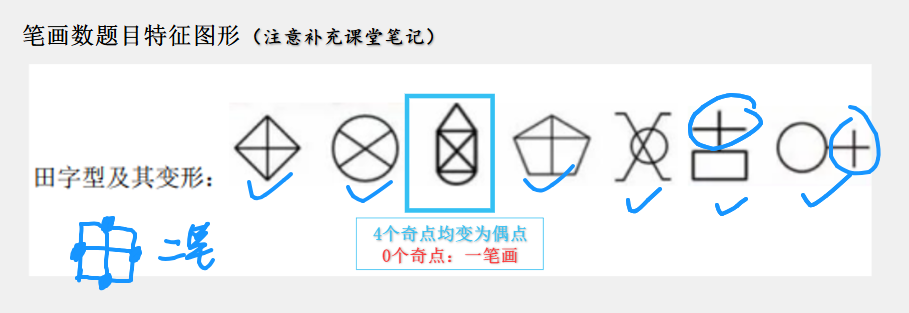 笔画数题目特征图形（注意补充课堂笔记）
田字型及其变形：
4个奇点均变为偶点
0个奇点：一笔画
二笔